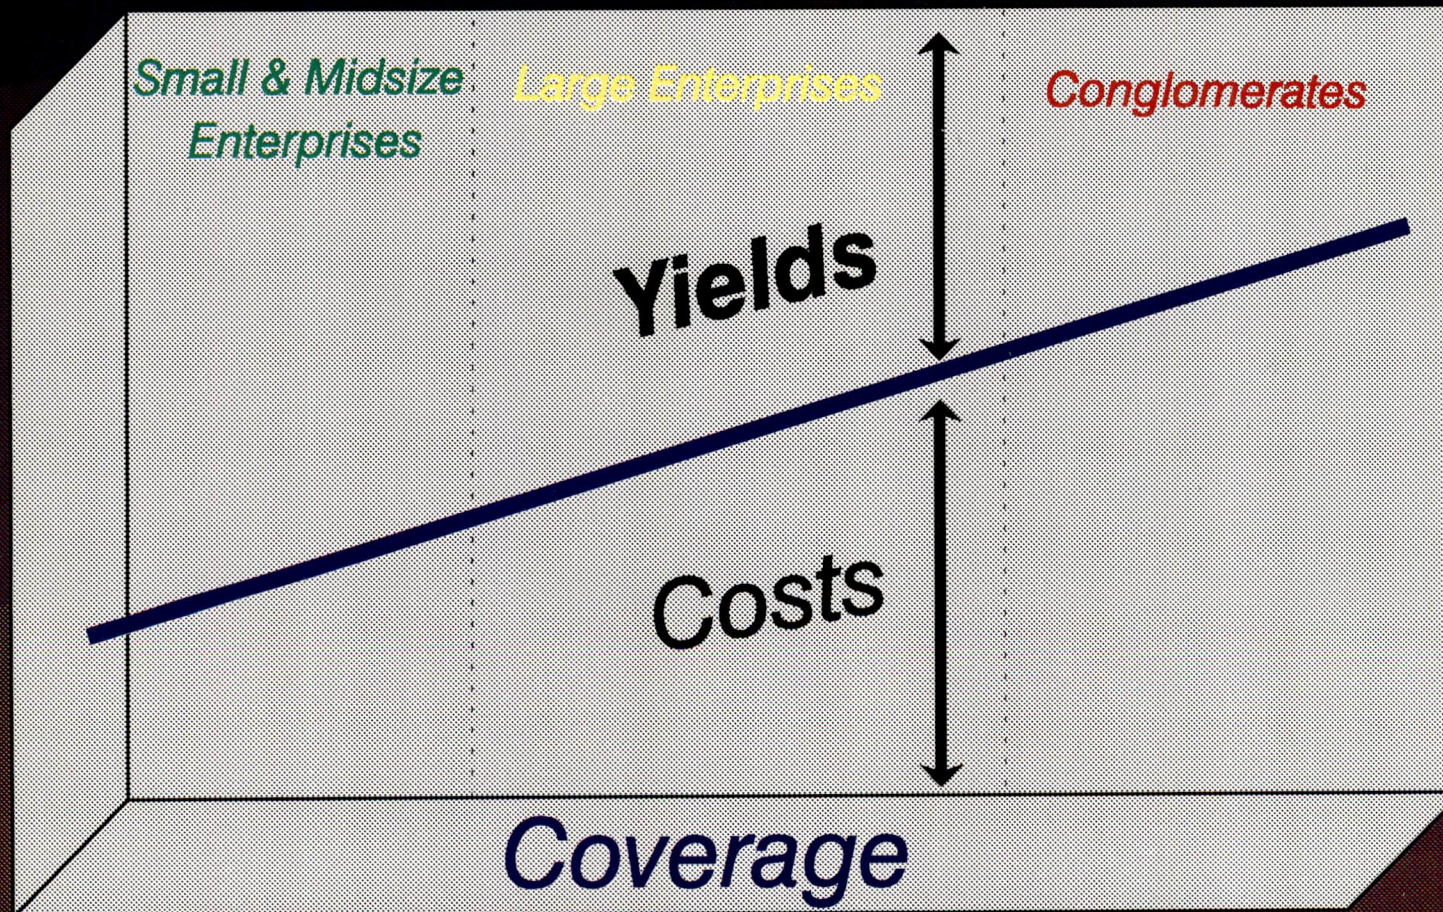 Small & Midsize
Enterprises
Large Enterprises
Conglomerates
Yields
Costs
Coverage